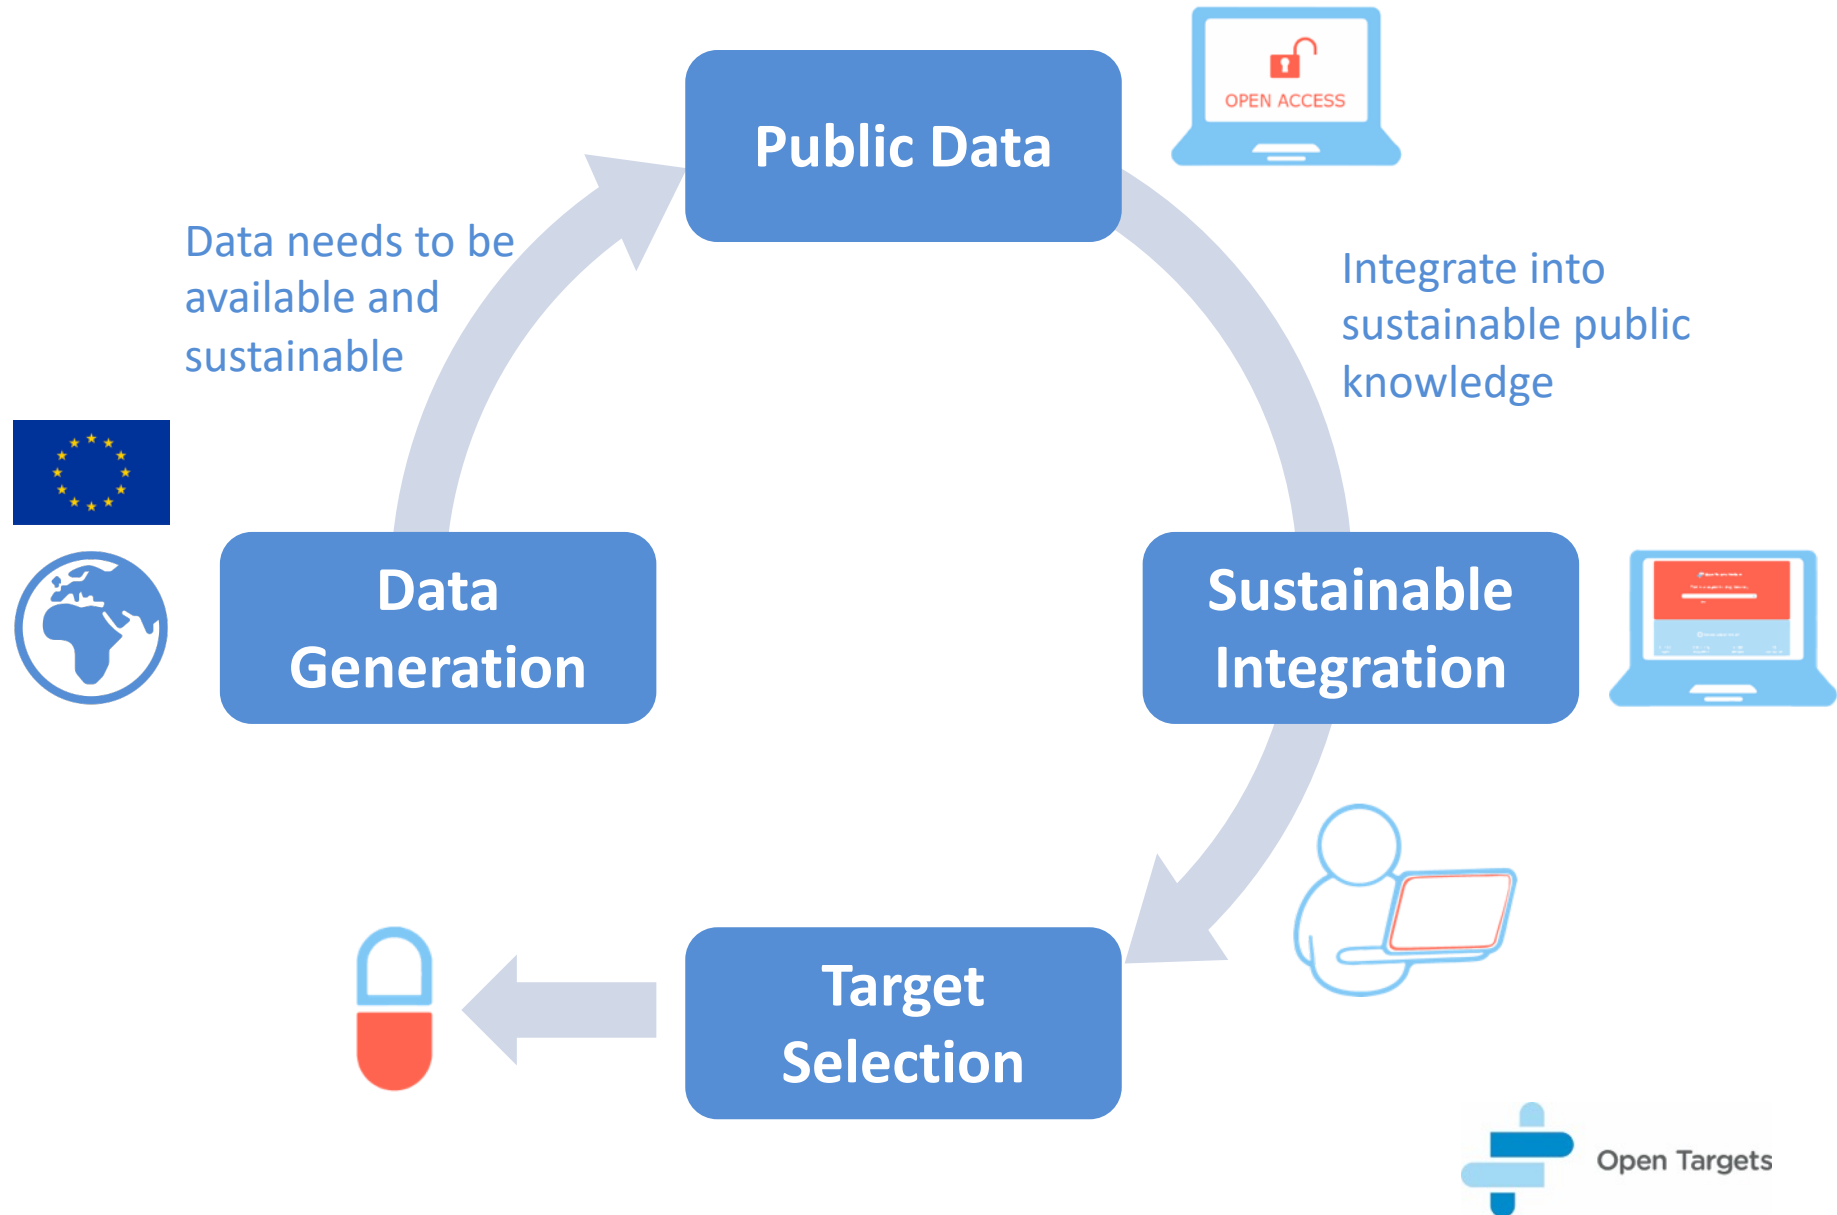 OPEN ACCESS
Public Data
Data needs to be
available and
sustainable
Integrate into
sustainable public
knowledge
Data
Generation
Sustainable
Integration
Target
Selection
Open Targets